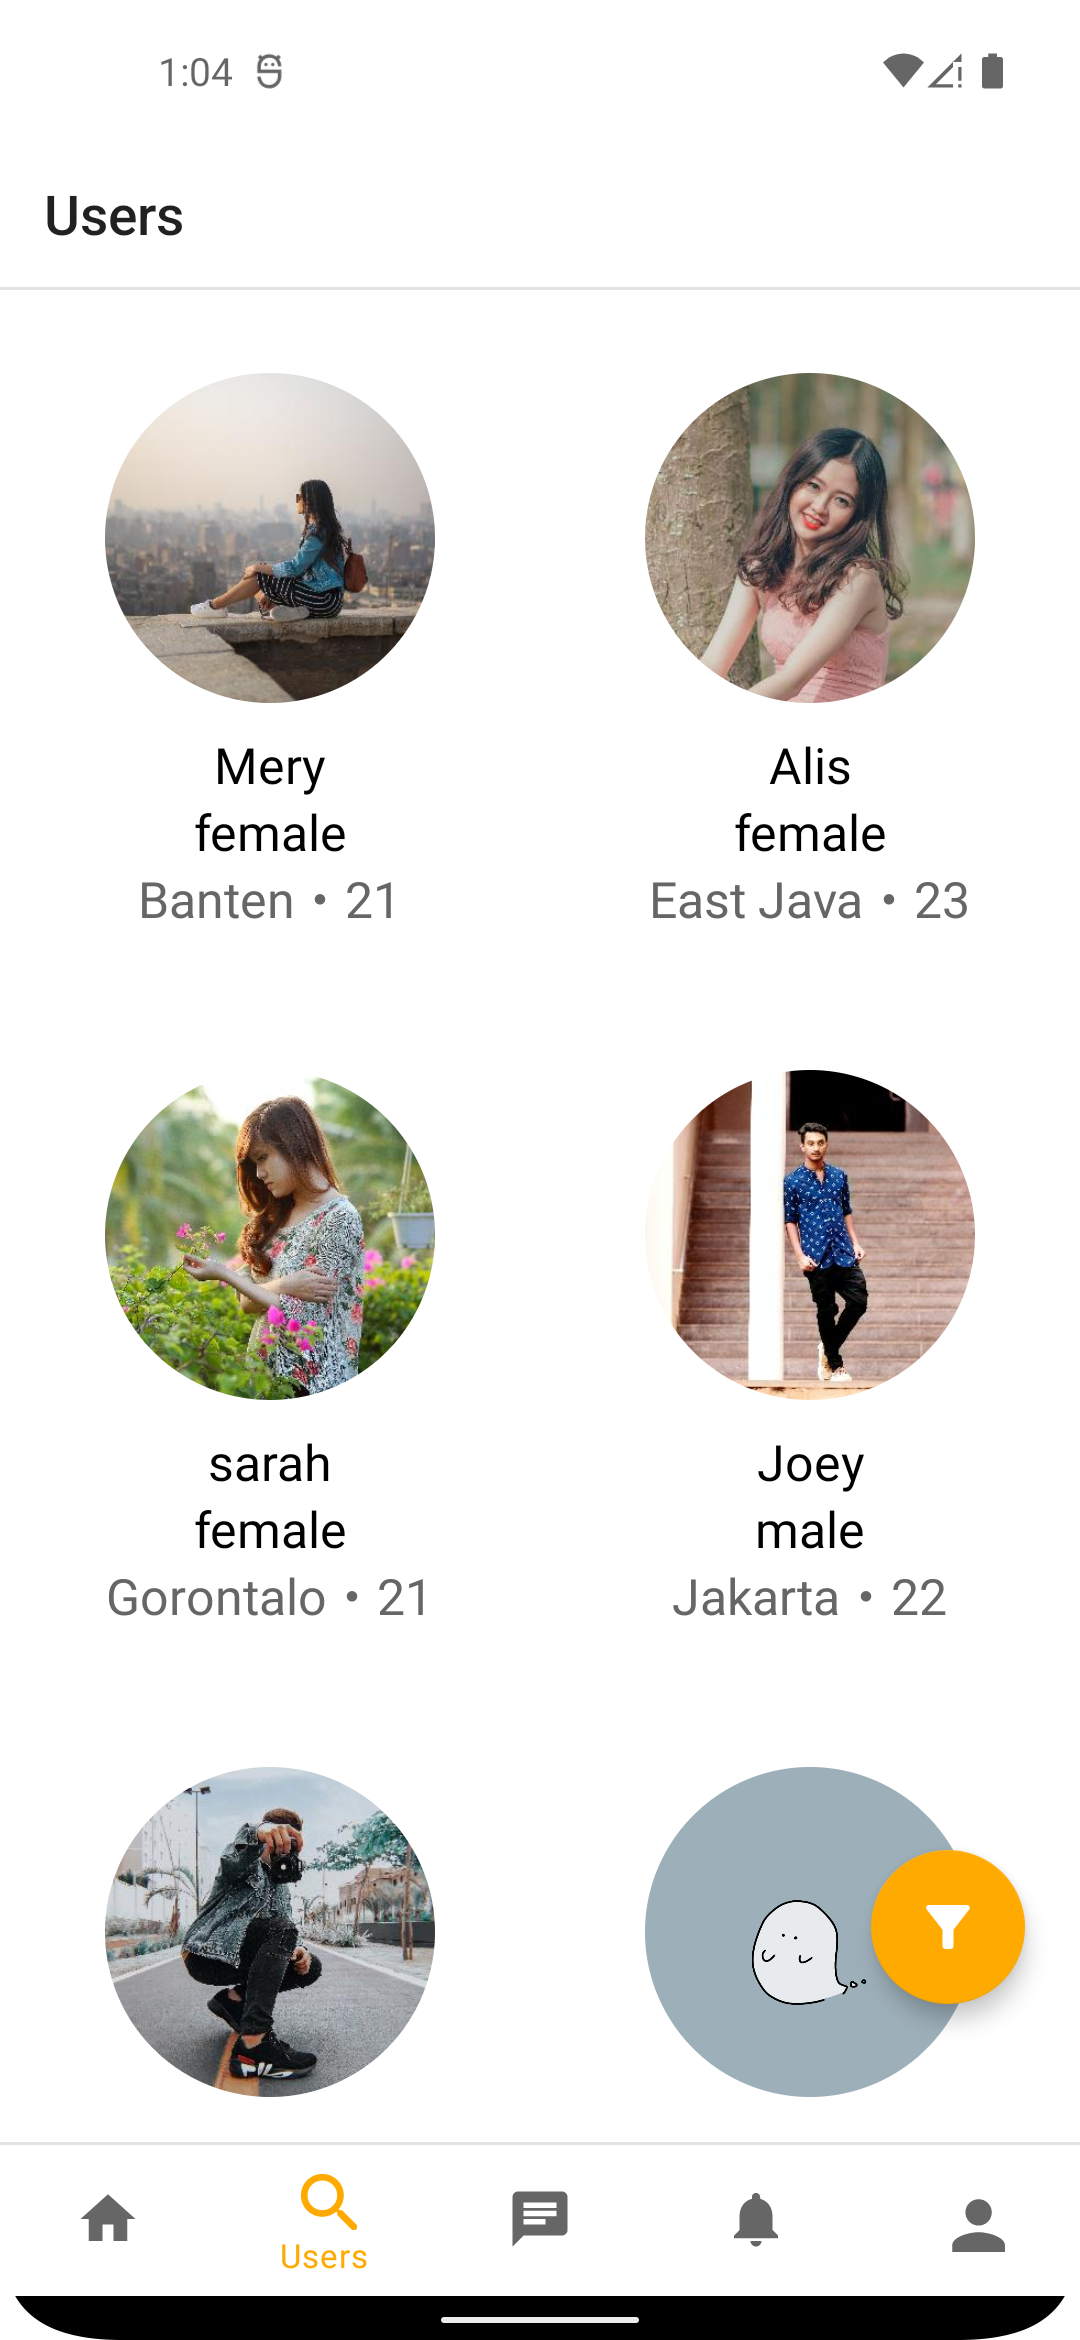 1:04
Users
Mery
female
Banten • 21
Alis
female
East Java • 23
sarah
female
Gorontalo • 21
Joey
male
Jakarta • 22
Users